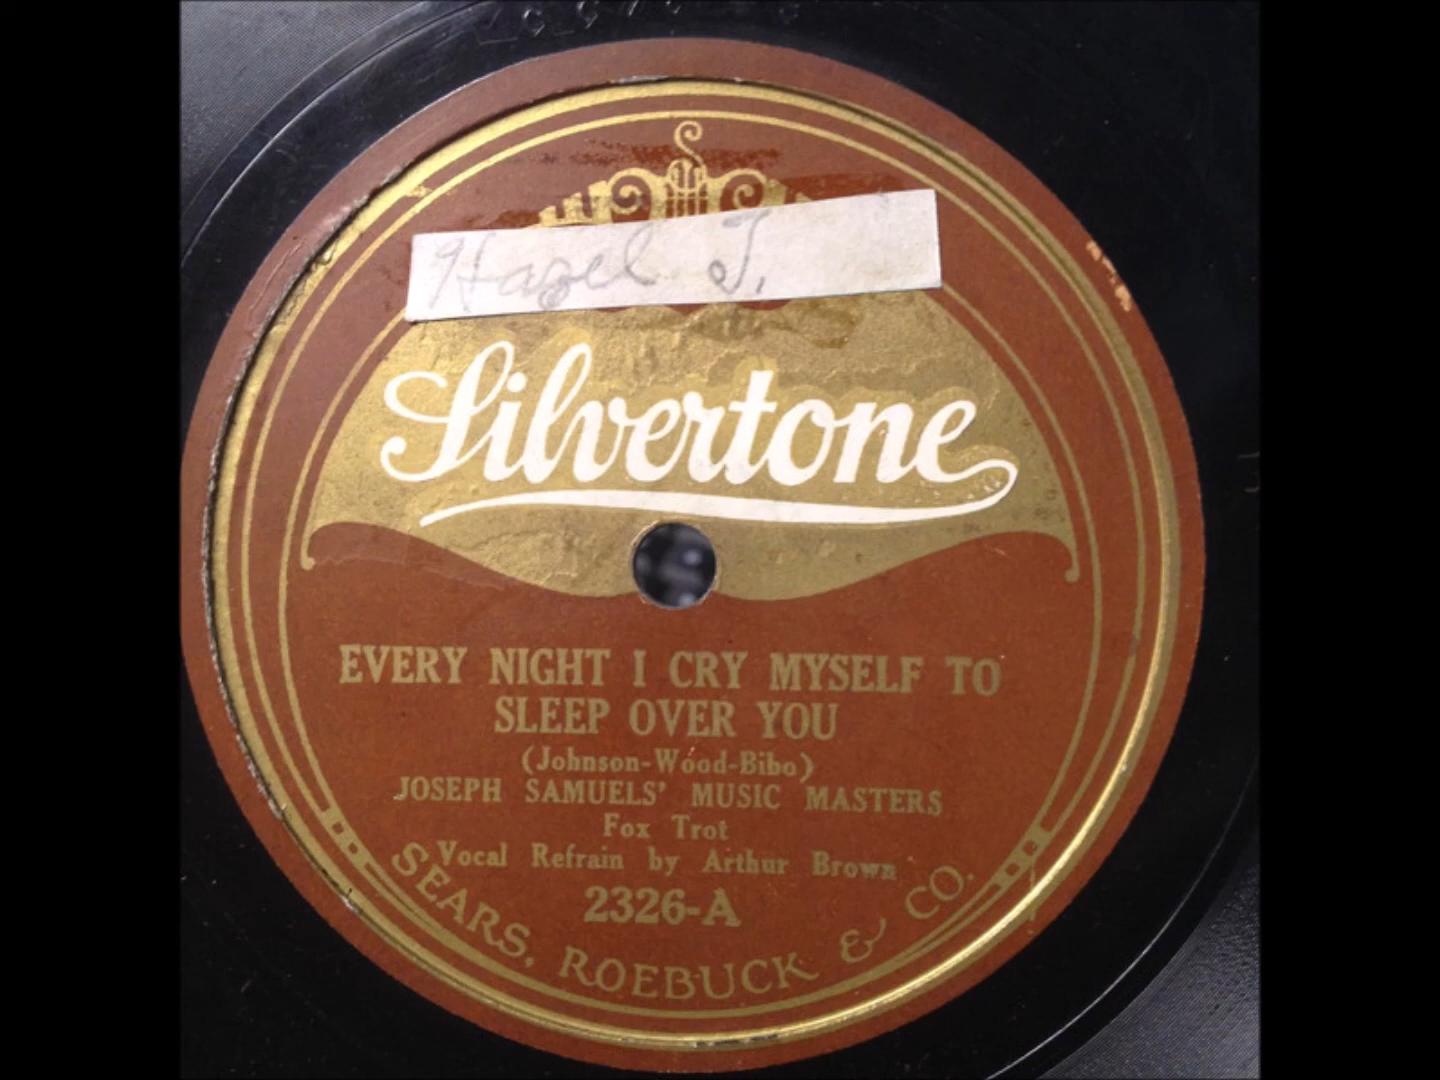 Hazel J.
Silvertone
EVERY NIGHT I CRY MYSELF TO
SLEEP OVER YOU
(Johnson-Wood-Bibo)
JOSEPH SAMUELS' MUSIC MASTERS
Fox Trot
Vocal Refrain by Arthur Brown
2326-A
SEARS, ROEBUCK & CO.